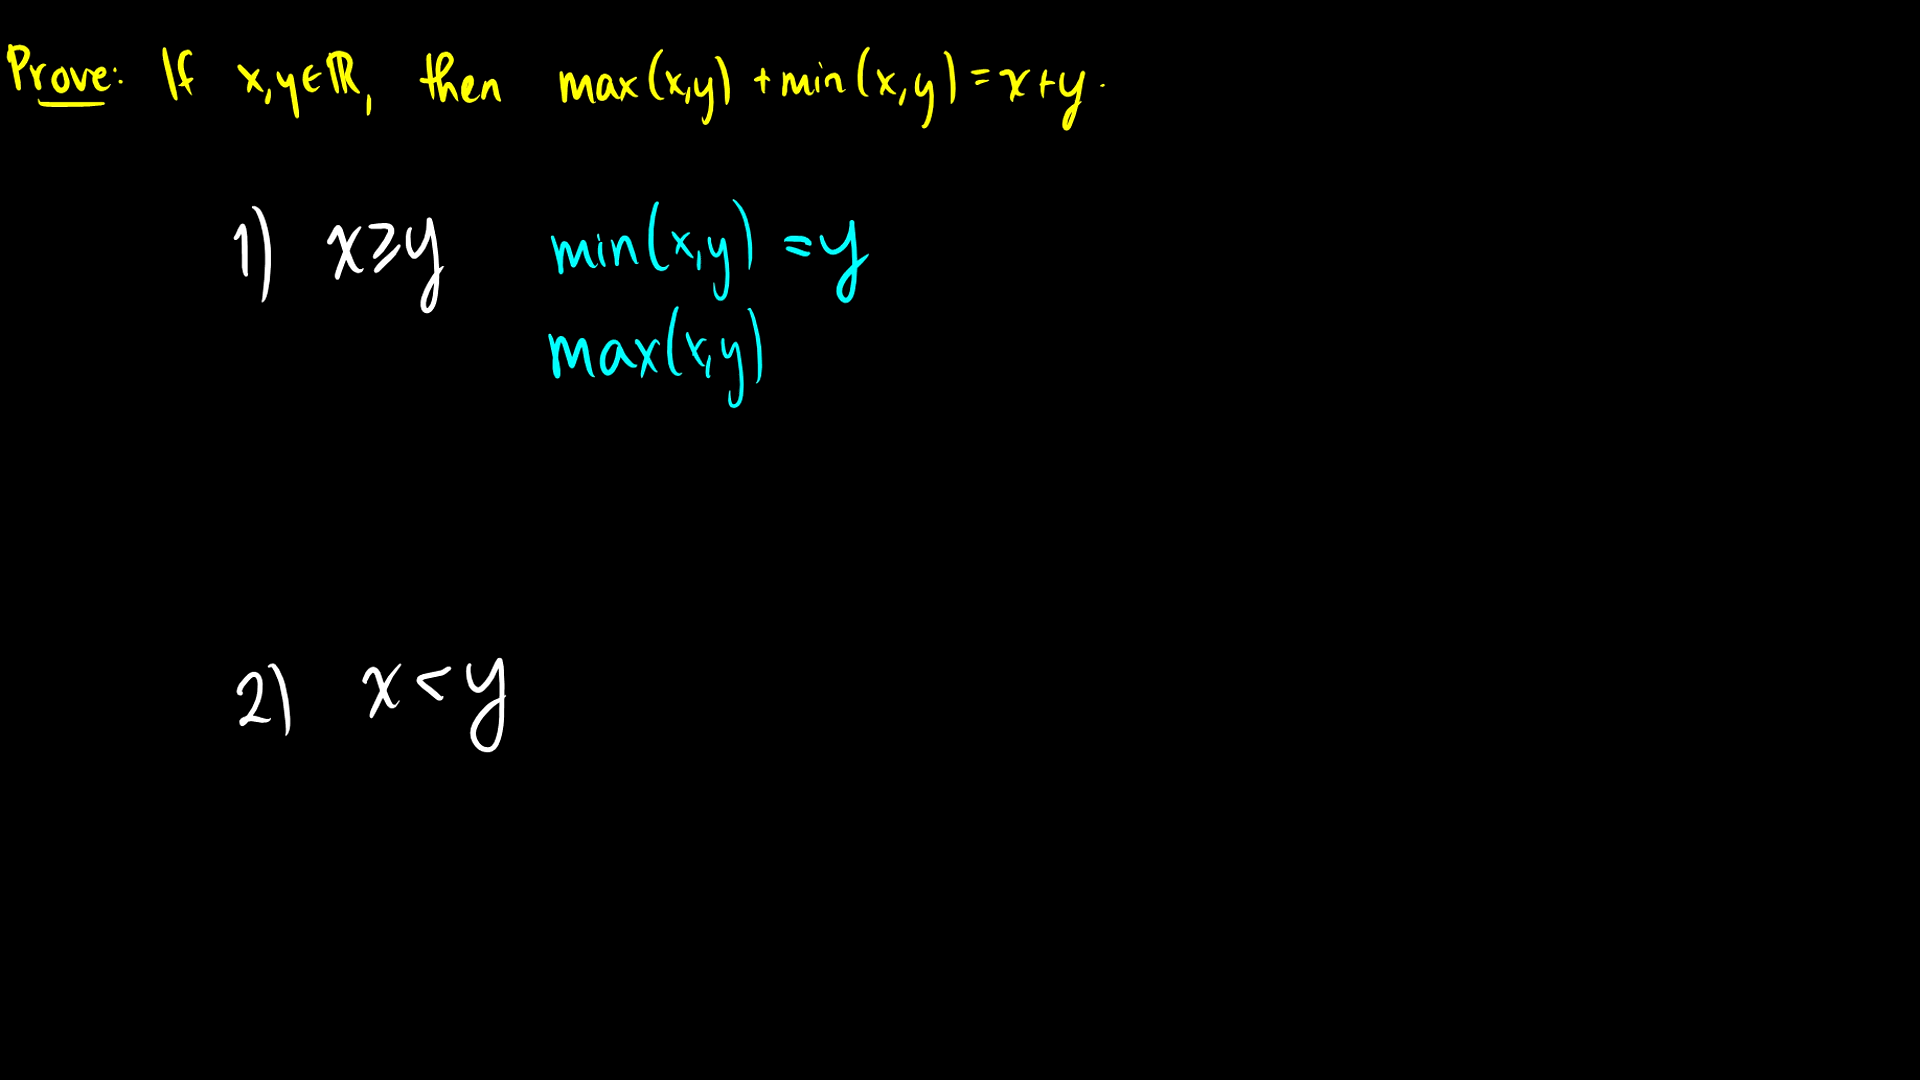 Prove: If x,y∈ℝ, then max(x,y) + min(x,y) = x+y.
1) x⩾y min(x,y) = y
max(x,y)
2) x < y